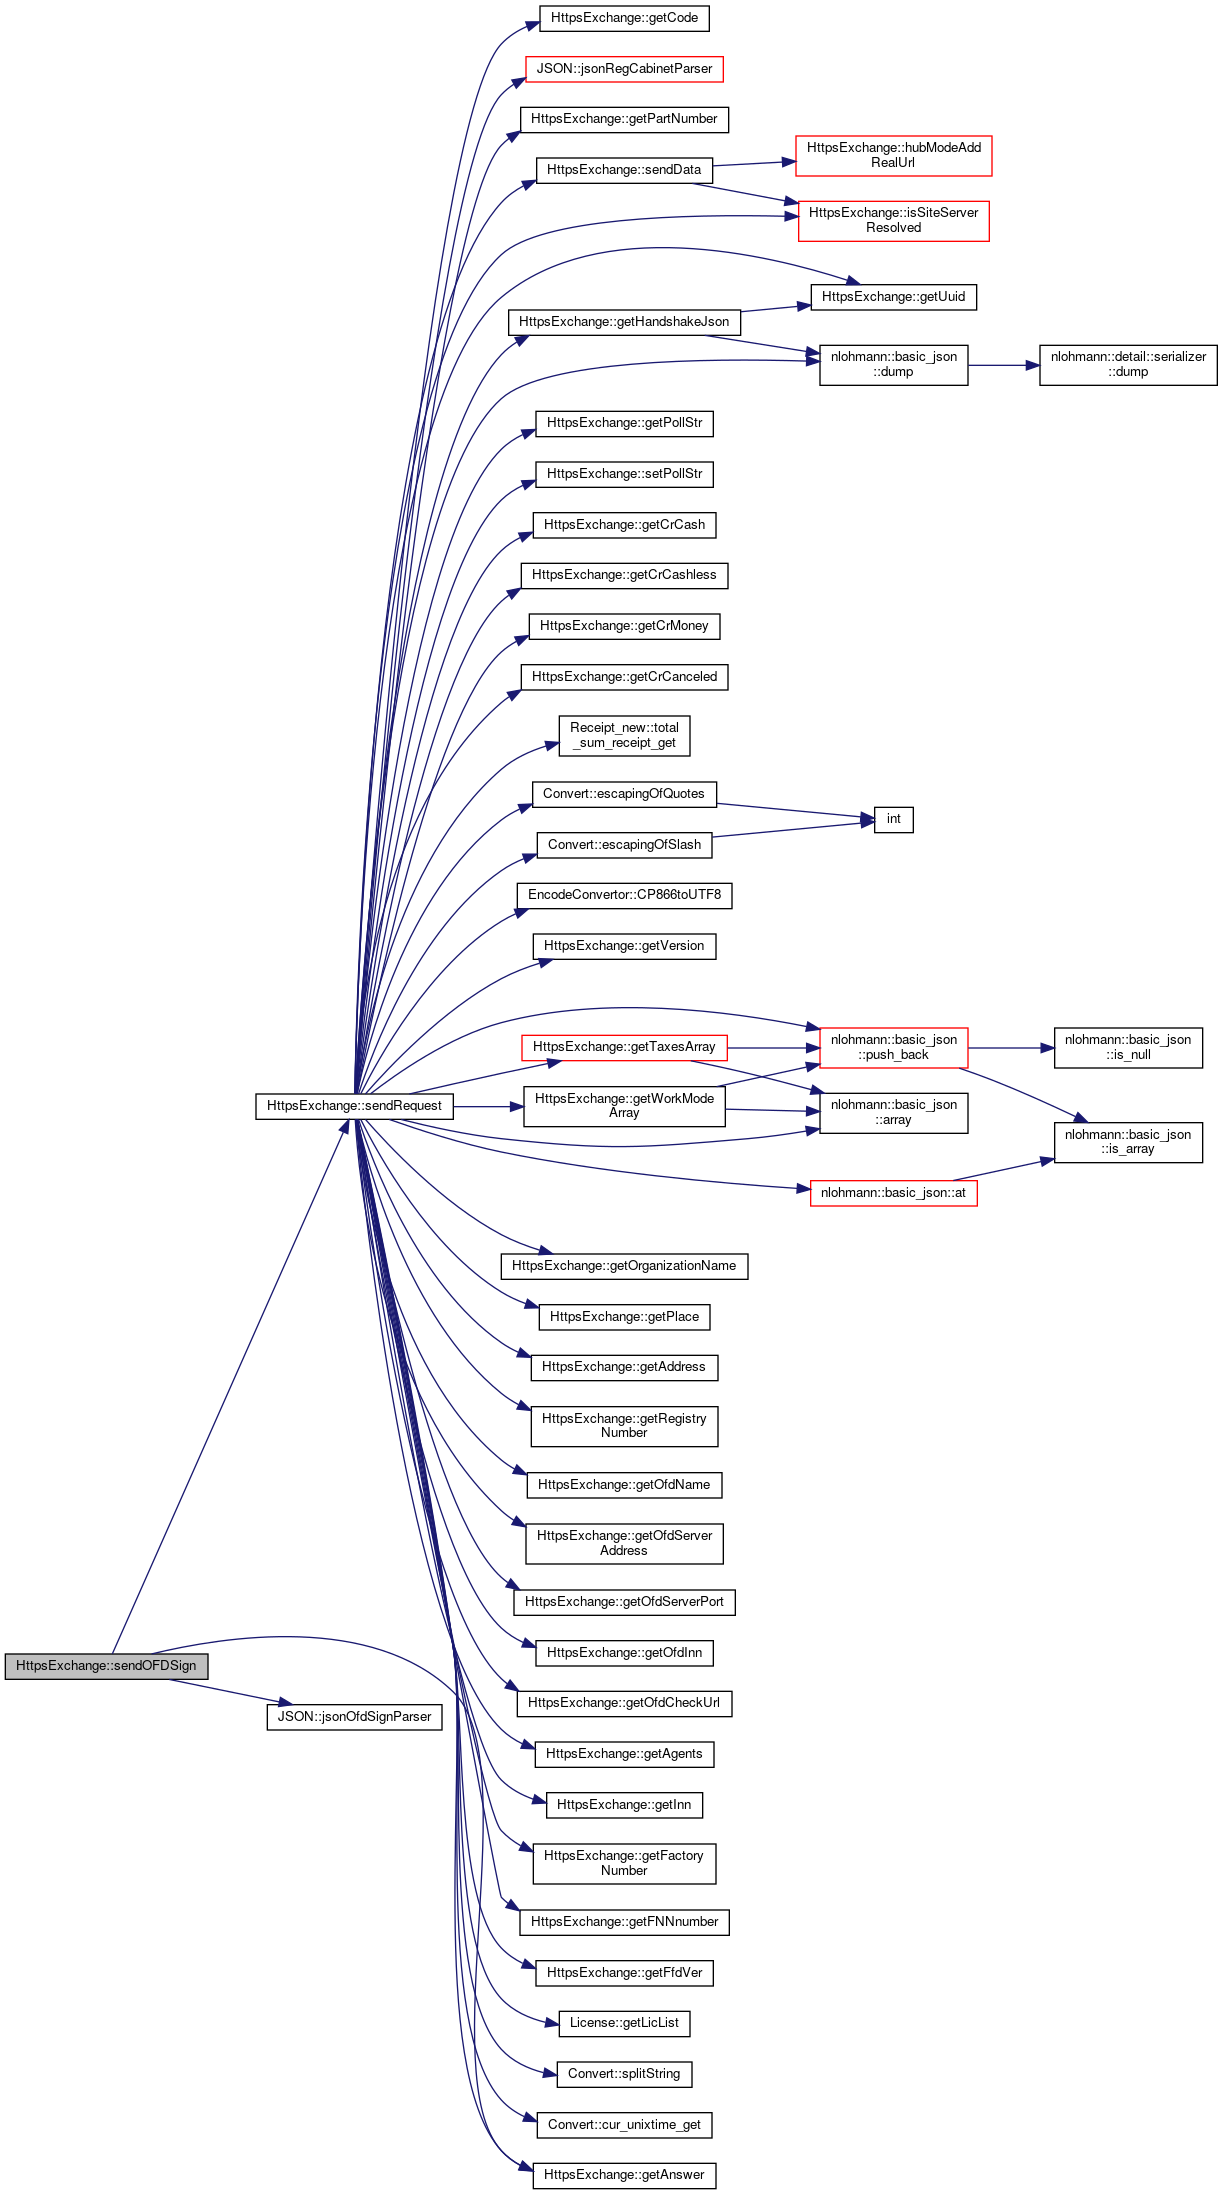 HttpsExchange::getCode
JSON::jsonRegCabinetParser
HttpsExchange::getPartNumber
HttpsExchange::sendData
HttpsExchange::hubModeAdd
RealUrl
HttpsExchange::isSiteServer
Resolved
HttpsExchange::getUuid
HttpsExchange::getHandshakeJson
nlohmann::basic_json
::dump
nlohmann::detail::serializer
::dump
HttpsExchange::getPollStr
HttpsExchange::setPollStr
HttpsExchange::getCrCash
HttpsExchange::getCrCashless
HttpsExchange::getCrMoney
HttpsExchange::getCrCanceled
Receipt_new::total
_sum_receipt_get
Convert::escapingOfQuotes
int
Convert::escapingOfSlash
EncodeConvertor::CP866toUTF8
HttpsExchange::getVersion
HttpsExchange::getTaxesArray
nlohmann::basic_json
::push_back
nlohmann::basic_json
::is_null
HttpsExchange::sendRequest
HttpsExchange::getWorkMode
Array
nlohmann::basic_json
::array
nlohmann::basic_json
::is_array
nlohmann::basic_json::at
HttpsExchange::getOrganizationName
HttpsExchange::getPlace
HttpsExchange::getAddress
HttpsExchange::getRegistry
Number
HttpsExchange::getOfdName
HttpsExchange::getOfdServer
Address
HttpsExchange::getOfdServerPort
HttpsExchange::getOfdInn
HttpsExchange::sendOFDSign
HttpsExchange::getOfdCheckUrl
JSON::jsonOfdSignParser
HttpsExchange::getAgents
HttpsExchange::getInn
HttpsExchange::getFactory
Number
HttpsExchange::getFNNnumber
HttpsExchange::getFfdVer
License::getLicList
Convert::splitString
Convert::cur_unixtime_get
HttpsExchange::getAnswer